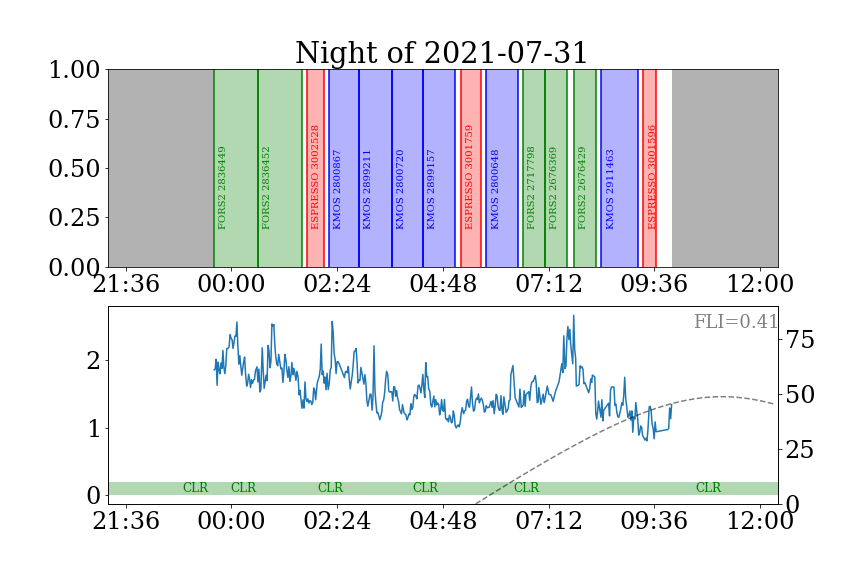 Night of 2021-07-31
1.00
0.75
0.50
0.25
0.00
FORS2 2836449
FORS2 2836452
ESPRESSO 3002528
KMOS 2800867
KMOS 2899211
KMOS 2800720
KMOS 2899157
ESPRESSO 3001759
KMOS 2800648
FORS2 2717798
FORS2 2676369
FORS2 2676429
KMOS 2911463
ESPRESSO 3001596
21:36 00:00 02:24 04:48 07:12 09:36 12:00
FLI=0.41
2
1
0
75
50
25
0
CLR CLR CLR CLR CLR CLR
21:36 00:00 02:24 04:48 07:12 09:36 12:00